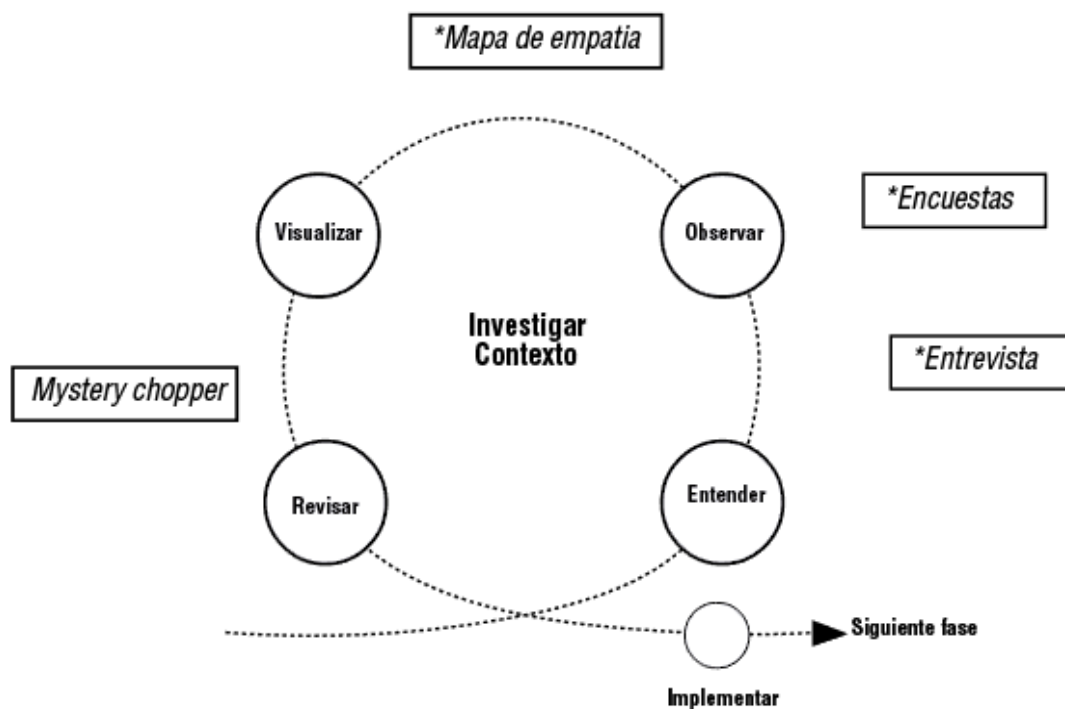 *Mapa de empatia
Visualizar
Observar
*Encuestas
Investigar
Contexto
*Entrevista
Mystery chopper
Revisar
Entender
Siguiente fase
Implementar